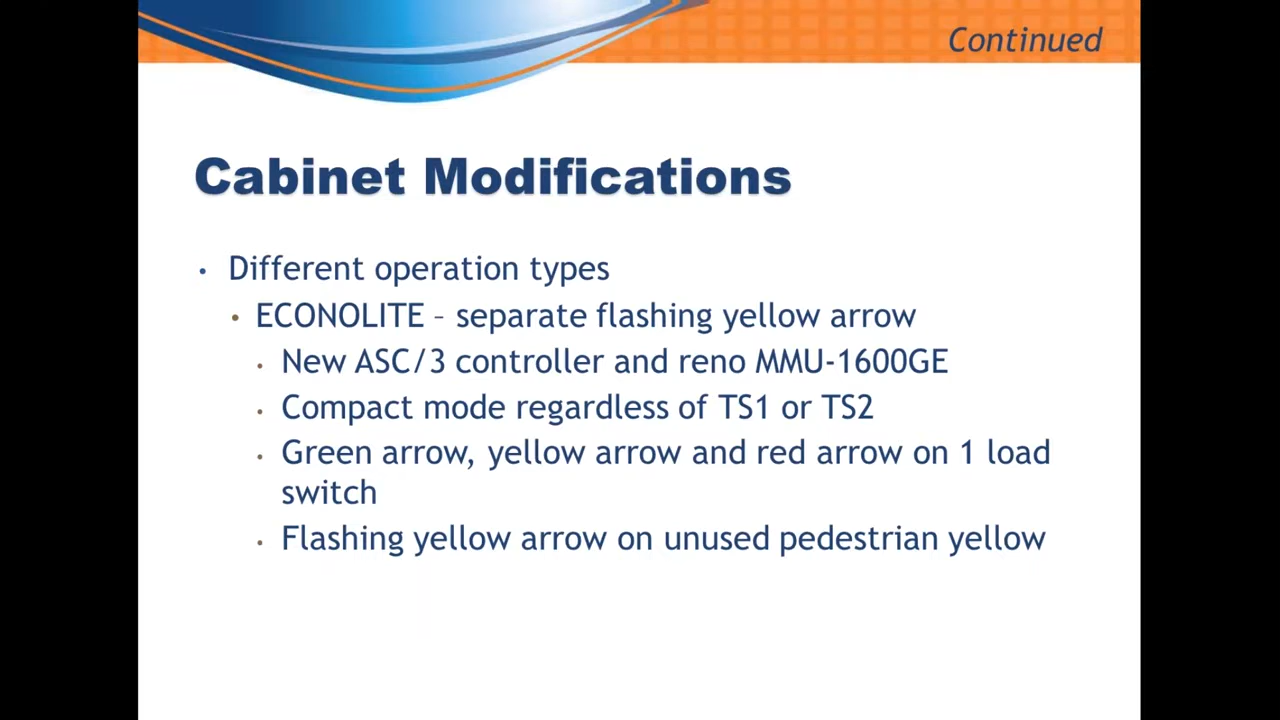 Continued
Cabinet Modifications
• Different operation types
• ECONOLITE – separate flashing yellow arrow
• New ASC/3 controller and reno MMU-1600GE
• Compact mode regardless of TS1 or TS2
• Green arrow, yellow arrow and red arrow on 1 load
switch
• Flashing yellow arrow on unused pedestrian yellow